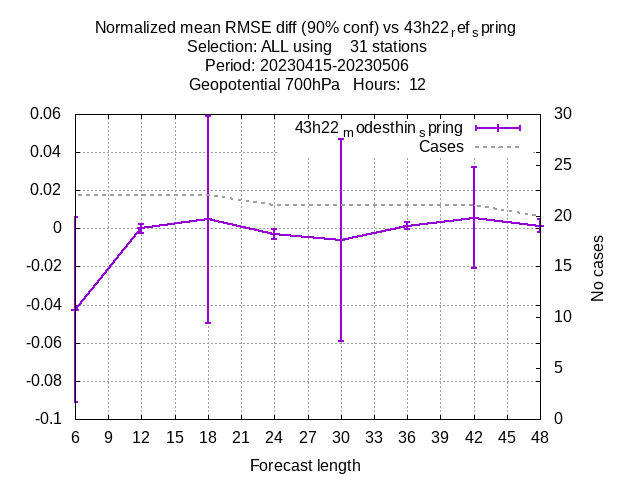 Normalized mean RMSE diff (90% conf) vs 43h22refspring
Selection: ALL using 31 stations
Period: 20230415-20230506
Geopotential 700hPa Hours: 12
43h22modesthinspring
Cases
0.06
0.04
0.02
0
-0.02
-0.04
-0.06
-0.08
-0.1
30
25
20
15
10
5
0
No cases
6 9 12 15 18 21 24 27 30 33 36 39 42 45 48
Forecast length